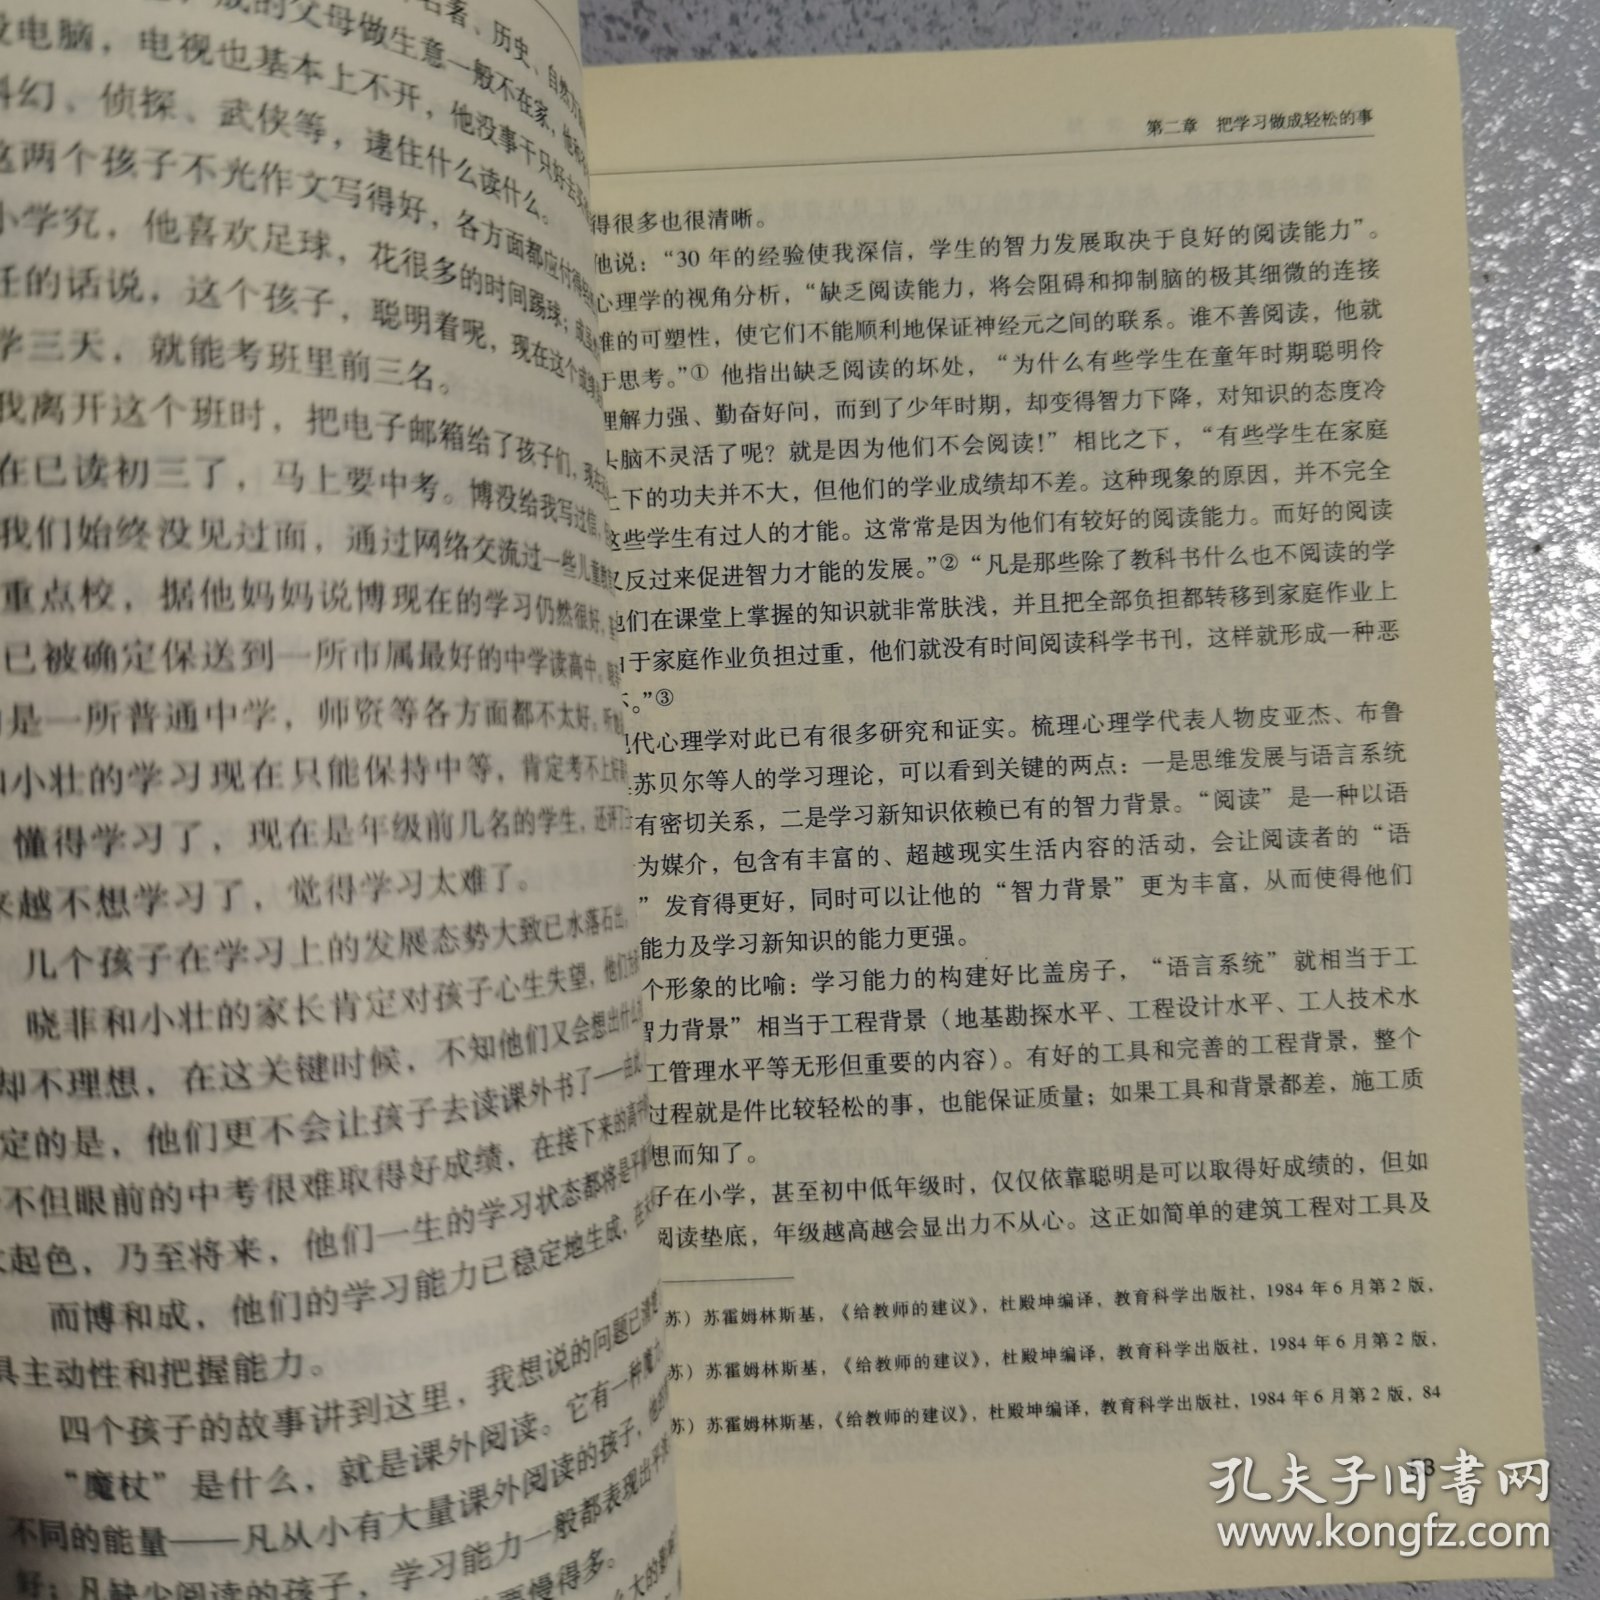 名著、历史、自然
成的父母做生意一般不在家,他
电脑,电视也基本上不开,他没事干只好去
科幻、侦探、武侠等,逮住什么读什么。
这两个孩子不光作文写得好,各方面都应付得
小学究,他喜欢足球,花很多的时间踢球;成
任的话说,这个孩子,聪明着呢,现在这个
学三天,就能考班里前三名。
我离开这个班时,把电子邮箱给了孩子们,现在
在已读初三了,马上要中考。博没给我写过信,
我们始终没见过面,通过网络交流过一些儿童
重点校,据他妈妈说博现在的学习仍然很好,
已被确定保送到一所市属最好的中学读高中。
是一所普通中学,师资等各方面都不太好,
小壮的学习现在只能保持中等,肯定考不上
懂得学习了,现在是年级前几名的学生,还
来越不想学习了,觉得学习太难了。
几个孩子在学习上的发展态势大致已水落石出。
晓菲和小壮的家长肯定对孩子心生失望,他们
却不理想,在这关键时候,不知他们又会想出什么
定的是,他们更不会让孩子去读课外书了——在
不但眼前的中考很难取得好成绩,在接下来的高中
起色,乃至将来,他们一生的学习状态都将是
而博和成,他们的学习能力已稳定地生成,在
具主动性和把握能力。
四个孩子的故事讲到这里,我想说的问题已
“魔杖”是什么,就是课外阅读。它有一种魔力,
不同的能量——凡从小有大量课外阅读的孩子,他
好;凡缺少阅读的孩子,学习能力一般都表现出平
慢得多。
第二章 把学习做成轻松的事
得很多也很清晰。
他说:“30 年的经验使我深信,学生的智力发展取决于良好的阅读能力”。
心理学的视角分析,“缺乏阅读能力,将会阻碍和抑制脑的极其细微的连接
维的可塑性,使它们不能顺利地保证神经元之间的联系。谁不善阅读,他就
于思考。”① 他指出缺乏阅读的坏处,“为什么有些学生在童年时期聪明伶
理解力强、勤奋好问,而到了少年时期,却变得智力下降,对知识的态度冷
头脑不灵活了呢?就是因为他们不会阅读!”相比之下,“有些学生在家庭
上下的功夫并不大,但他们的学业成绩却不差。这种现象的原因,并不完全
这些学生有过人的才能。这常常是因为他们有较好的阅读能力。而好的阅读
又反过来促进智力才能的发展。”②“凡是那些除了教科书什么也不阅读的学
他们在课堂上掌握的知识就非常肤浅,并且把全部负担都转移到家庭作业上
由于家庭作业负担过重,他们就没有时间阅读科学书刊,这样就形成一种恶
。”③
现代心理学对此已有很多研究和证实。梳理心理学代表人物皮亚杰、布鲁
苏贝尔等人的学习理论,可以看到关键的两点:一是思维发展与语言系统
有密切关系,二是学习新知识依赖已有的智力背景。“阅读”是一种以语
为媒介,包含有丰富的、超越现实生活内容的活动,会让阅读者的“语
”发育得更好,同时可以让他的“智力背景”更为丰富,从而使得他们
能力及学习新知识的能力更强。
个形象的比喻:学习能力的构建好比盖房子,“语言系统”就相当于工
智力背景”相当于工程背景(地基勘探水平、工程设计水平、工人技术水
工管理水平等无形但重要的内容)。有好的工具和完善的工程背景,整个
过程就是件比较轻松的事,也能保证质量;如果工具和背景都差,施工质
想而知了。
子在小学,甚至初中低年级时,仅仅依靠聪明是可以取得好成绩的,但如
阅读垫底,年级越高越会显出力不从心。这正如简单的建筑工程对工具及
苏)苏霍姆林斯基,《给教师的建议》,杜殿坤编译,教育科学出版社,1984 年 6 月第 2 版,
苏)苏霍姆林斯基,《给教师的建议》,杜殿坤编译,教育科学出版社,1984 年 6 月第 2 版,
苏)苏霍姆林斯基,《给教师的建议》,杜殿坤编译,教育科学出版社,1984 年 6 月第 2 版,84
孔夫子旧书网
www.kongfz.com